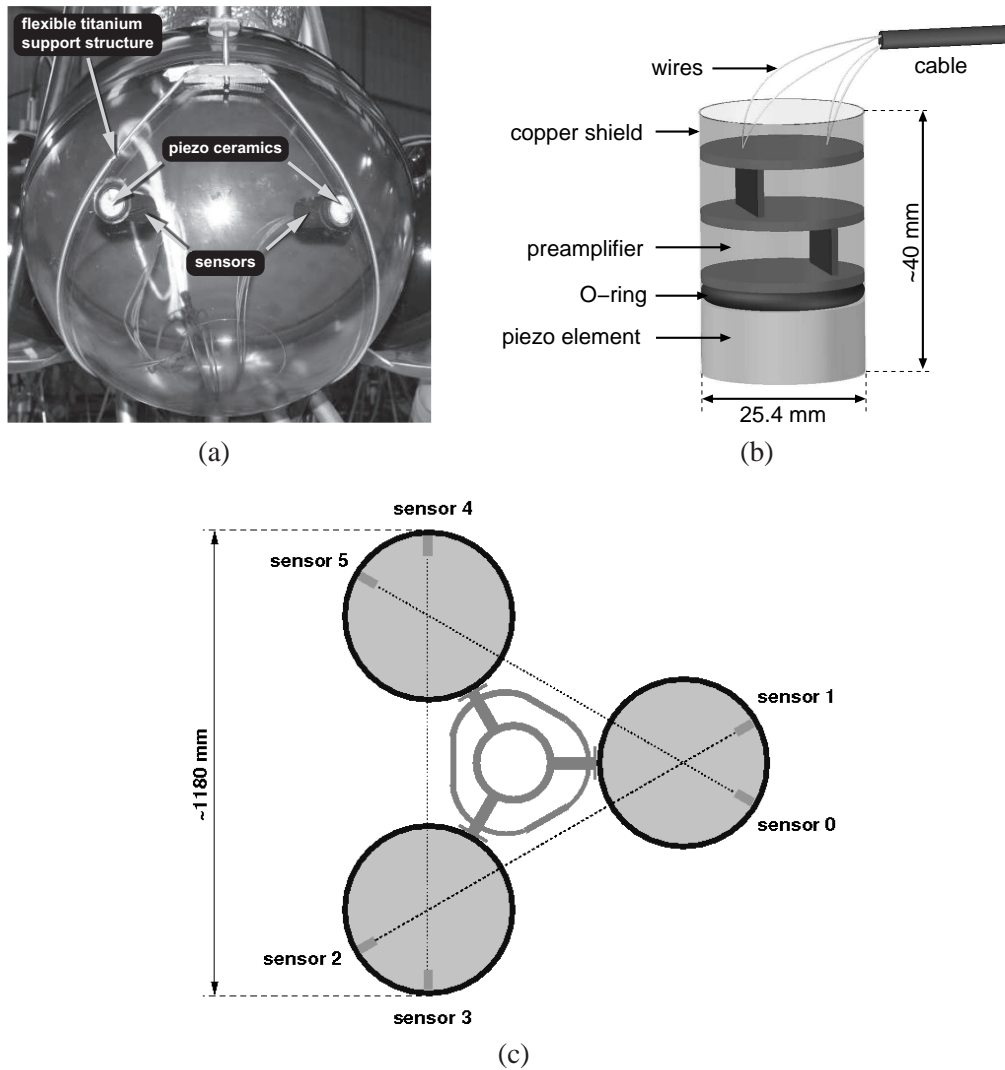 flexible titanium
support structure
piezo ceramics
sensors
(a)
wires
cable
copper shield
preamplifier
O−ring
piezo element
~40 mm
25.4 mm
(b)
sensor 4
sensor 5
sensor 1
sensor 0
sensor 2
sensor 3
~1180 mm
(c)